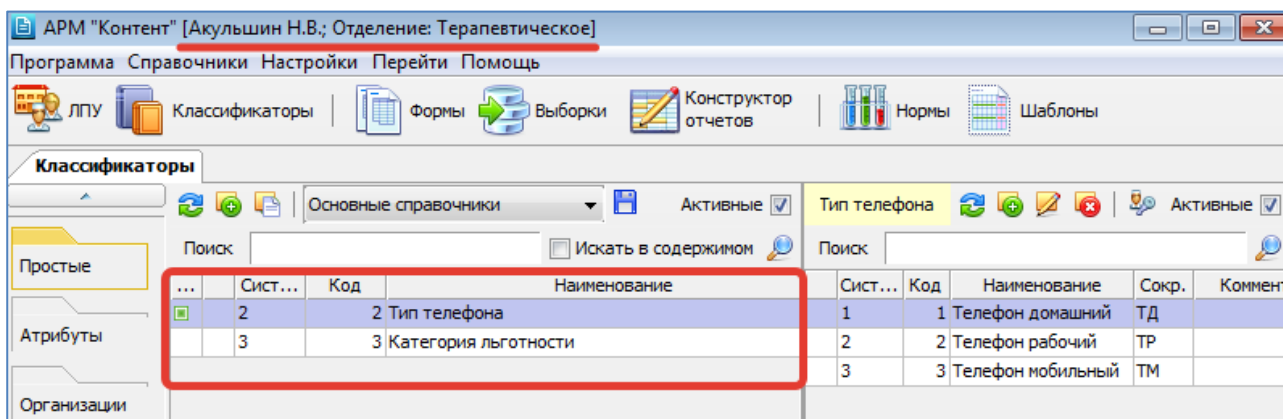 АРМ "Контент" [Акульшин Н.В.; Отделение: Терапевтическое]
Программа Справочники Настройки Перейти Помощь
ЛПУ Классификаторы Формы Выборки Конструктор отчетов Нормы Шаблоны
Классификаторы
Основные справочники Активные Тип телефона Активные
Поиск Искать в содержимом Поиск
Простые
... Сист... Код Наименование Сист... Код Наименование Сокр. Коммент
2 2 Тип телефона 1 1 Телефон домашний ТД
Атрибуты 3 3 Категория льготности 2 2 Телефон рабочий ТР
3 3 Телефон мобильный ТМ
Организации